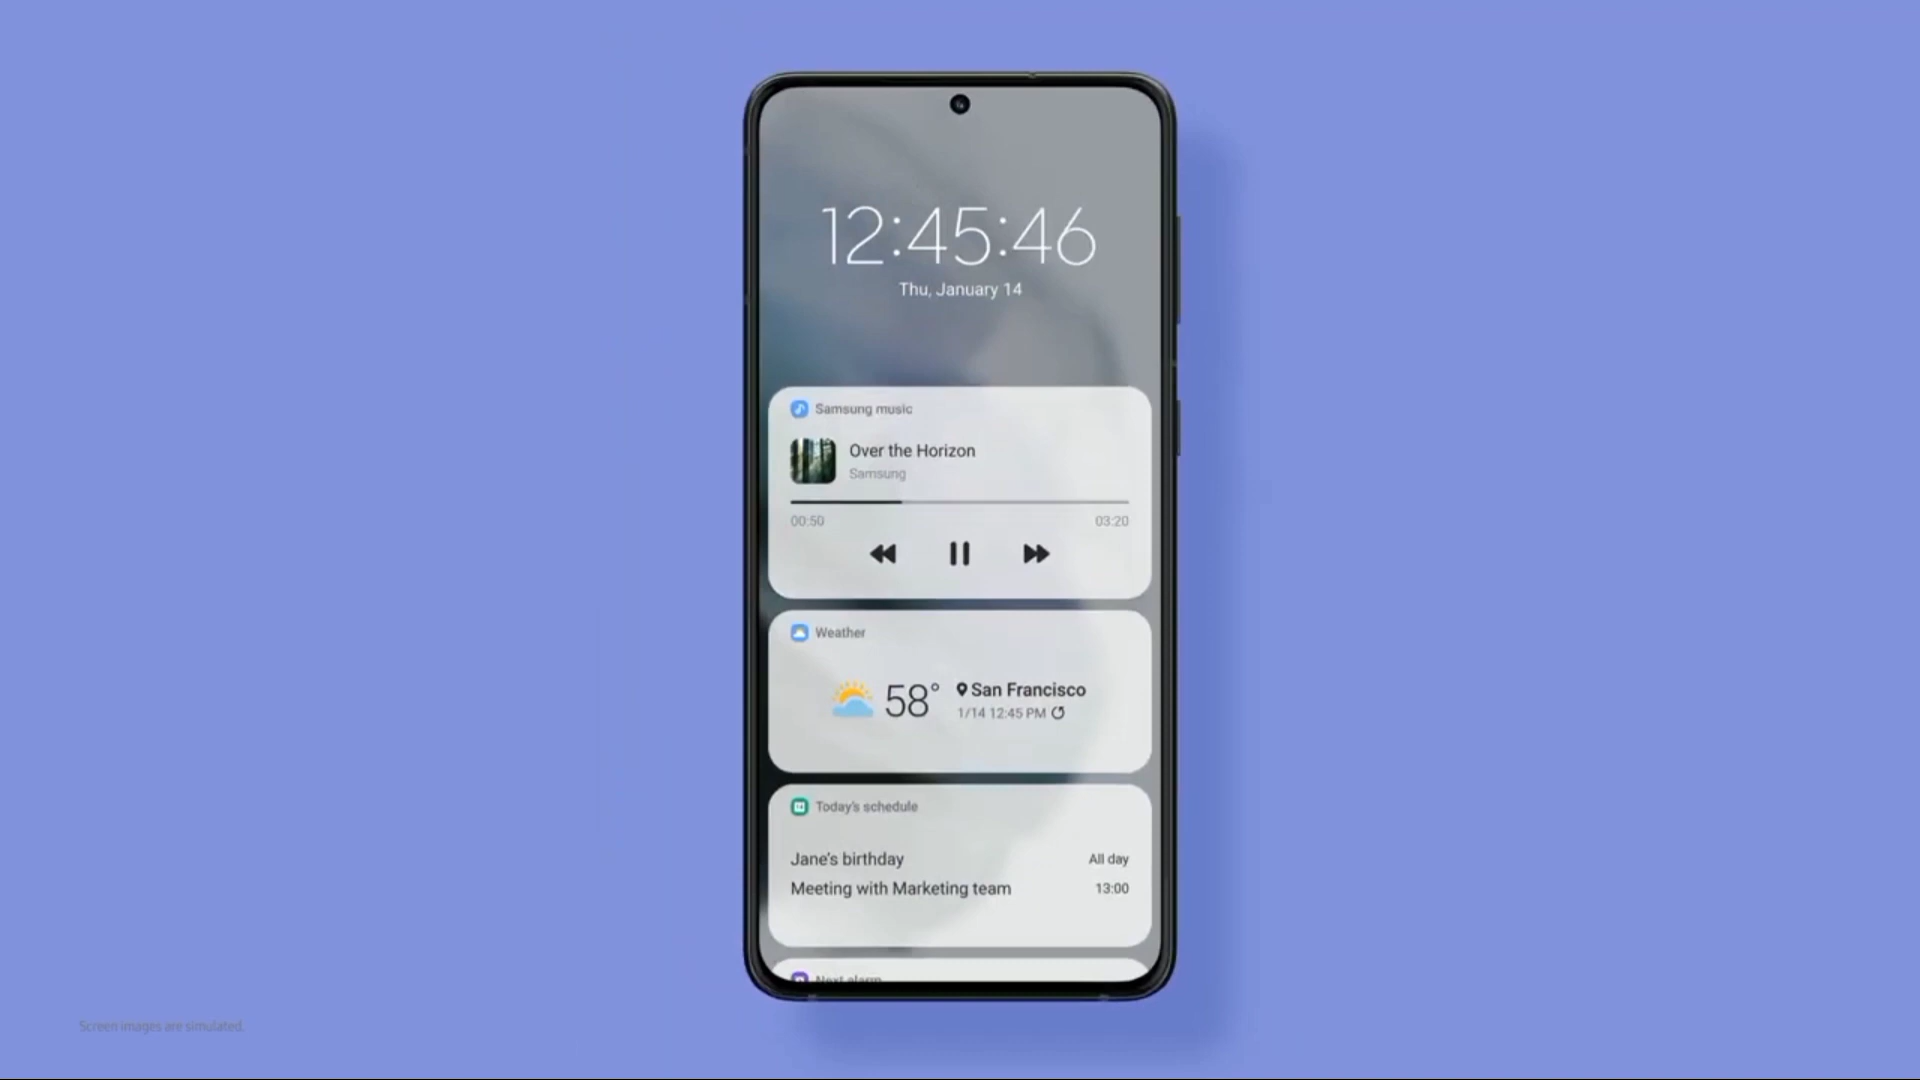 12:45:46
Thu, January 14
Samsung music
Over the Horizon
Samsung
00:50 03:20
Weather
58° San Francisco
1/14 12:45 PM
Today's schedule
Jane's birthday All day
Meeting with Marketing team 13:00
Next alarm
Screen images are simulated.